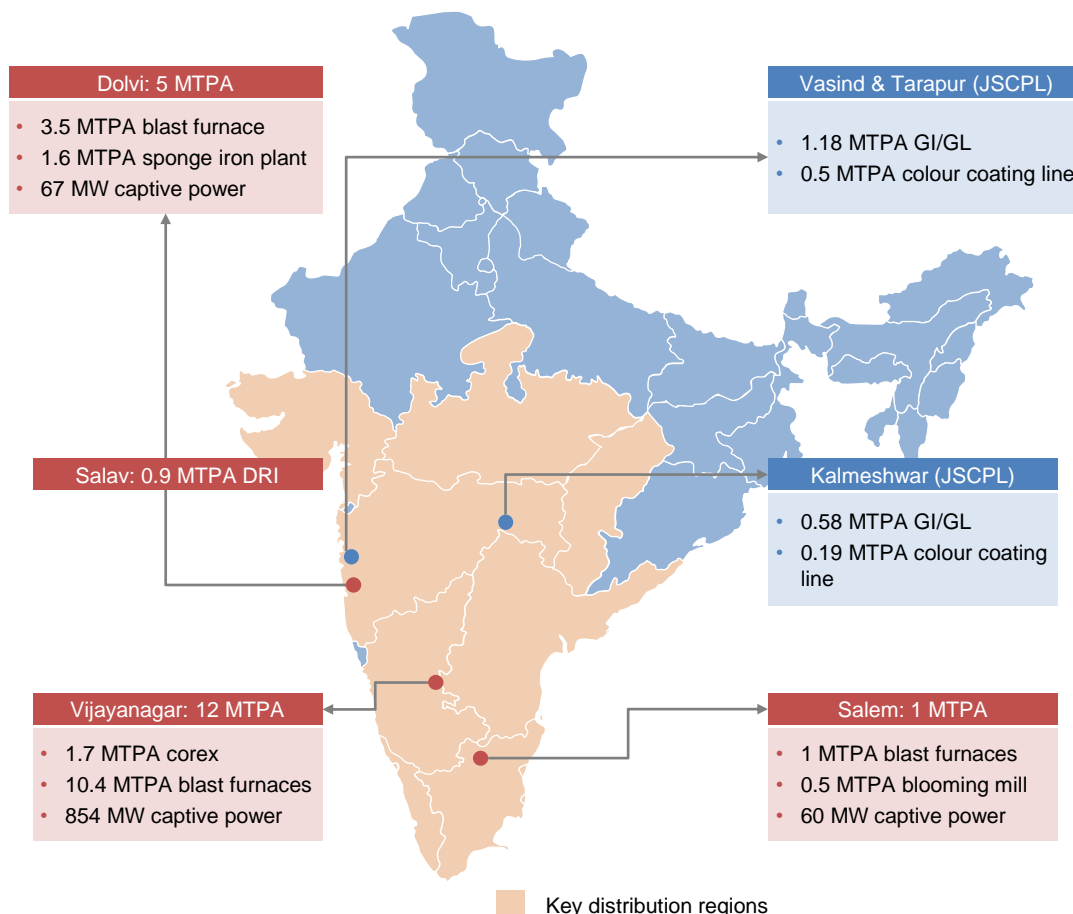 Dolvi: 5 MTPA
• 3.5 MTPA blast furnace
• 1.6 MTPA sponge iron plant
• 67 MW captive power
Vasind & Tarapur (JSCPL)
• 1.18 MTPA GI/GL
• 0.5 MTPA colour coating line
Salav: 0.9 MTPA DRI
Kalmeshwar (JSCPL)
• 0.58 MTPA GI/GL
• 0.19 MTPA colour coating
line
Vijayanagar: 12 MTPA
• 1.7 MTPA corex
• 10.4 MTPA blast furnaces
• 854 MW captive power
Salem: 1 MTPA
• 1 MTPA blast furnaces
• 0.5 MTPA blooming mill
• 60 MW captive power
Key distribution regions